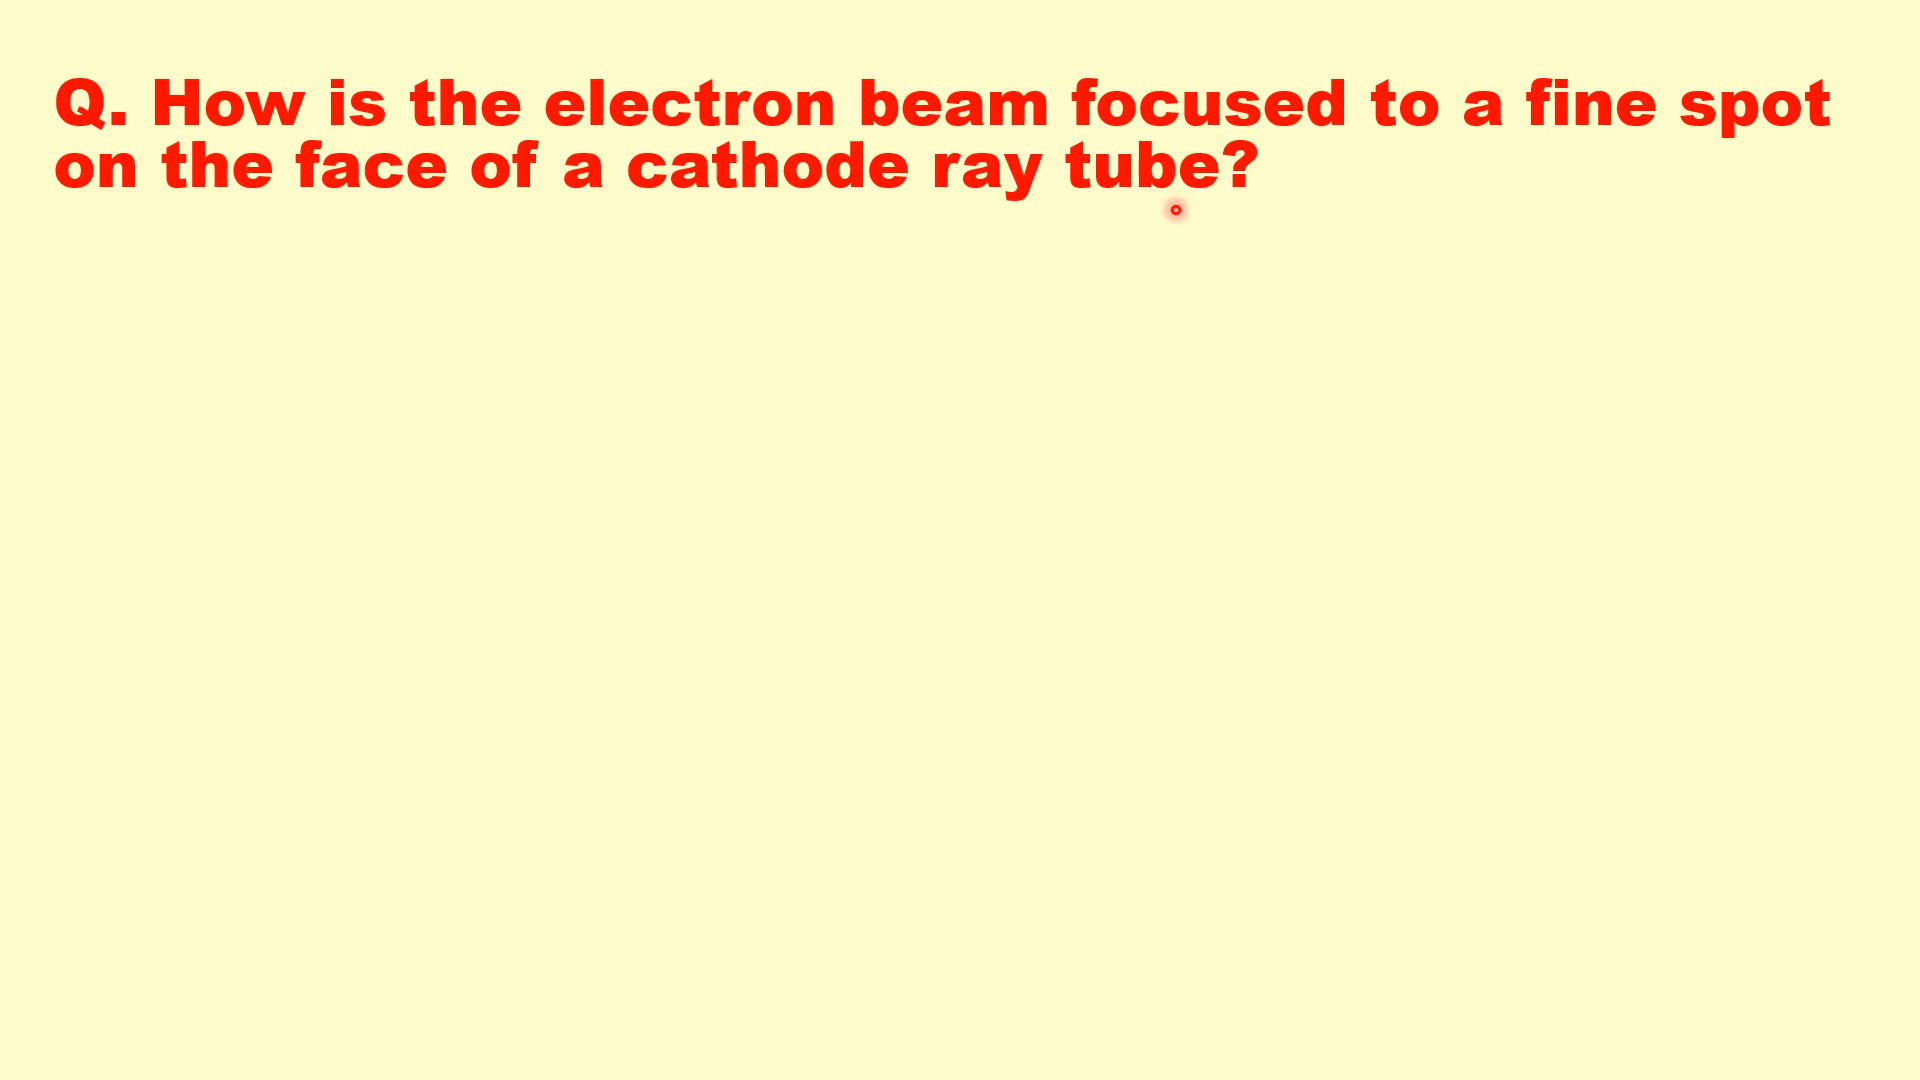 Q. How is the electron beam focused to a fine spot
on the face of a cathode ray tube?